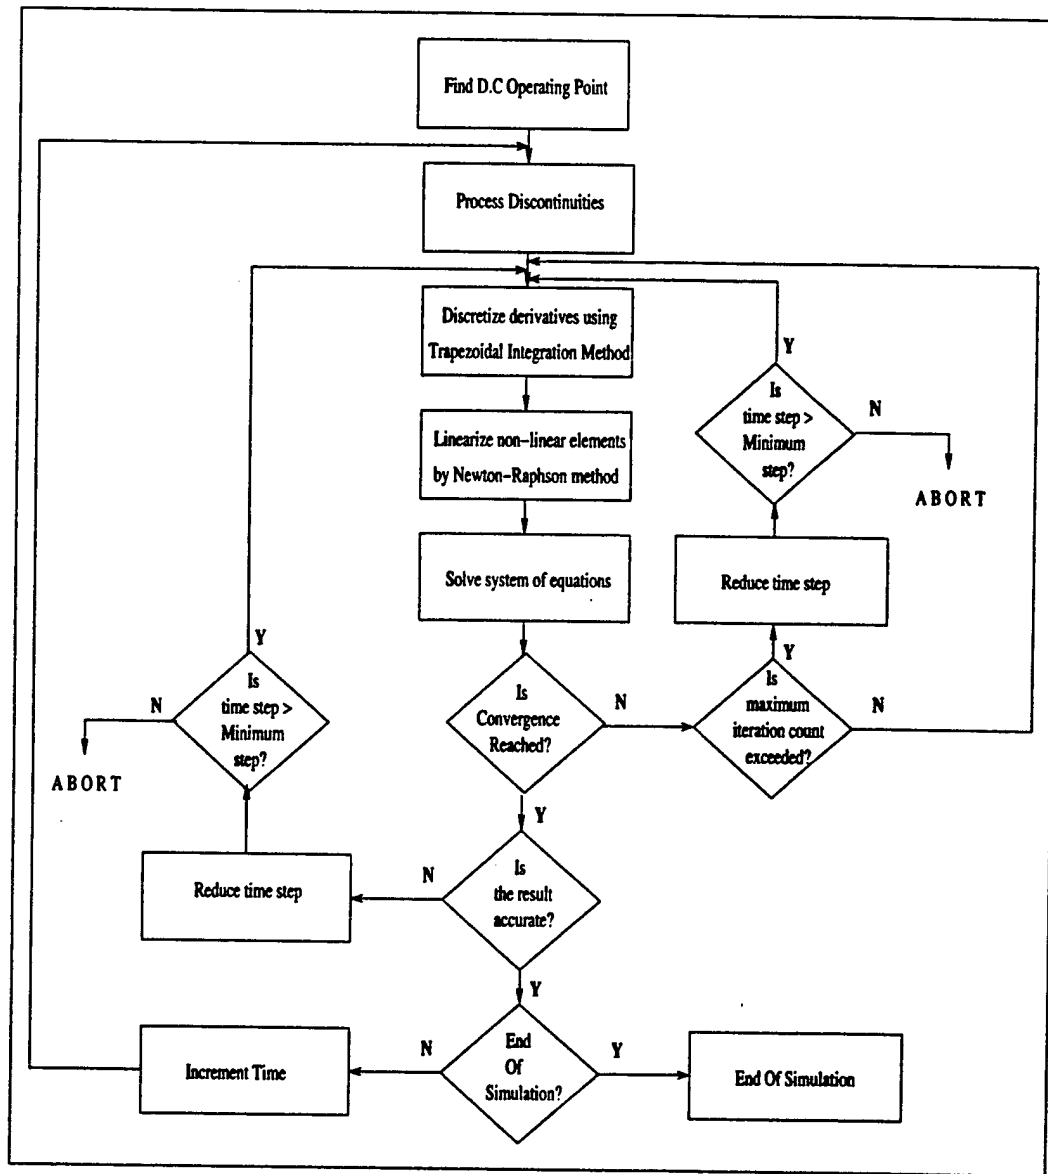 Find D.C Operating Point
Process Discontinuities
Discretize derivatives using
Trapezoidal Integration Method
Linearize non-linear elements
by Newton-Raphson method
Solve system of equations
Is
Convergence
Reached?
N
Is
maximum
iteration count
exceeded?
N
Y
Reduce time step
Is
time step >
Minimum
step?
N
ABORT
Y
Y
Is
the result
accurate?
N
Reduce time step
Is
time step >
Minimum
step?
N
ABORT
Y
Y
End
Of
Simulation?
N
Increment Time
Y
End Of Simulation